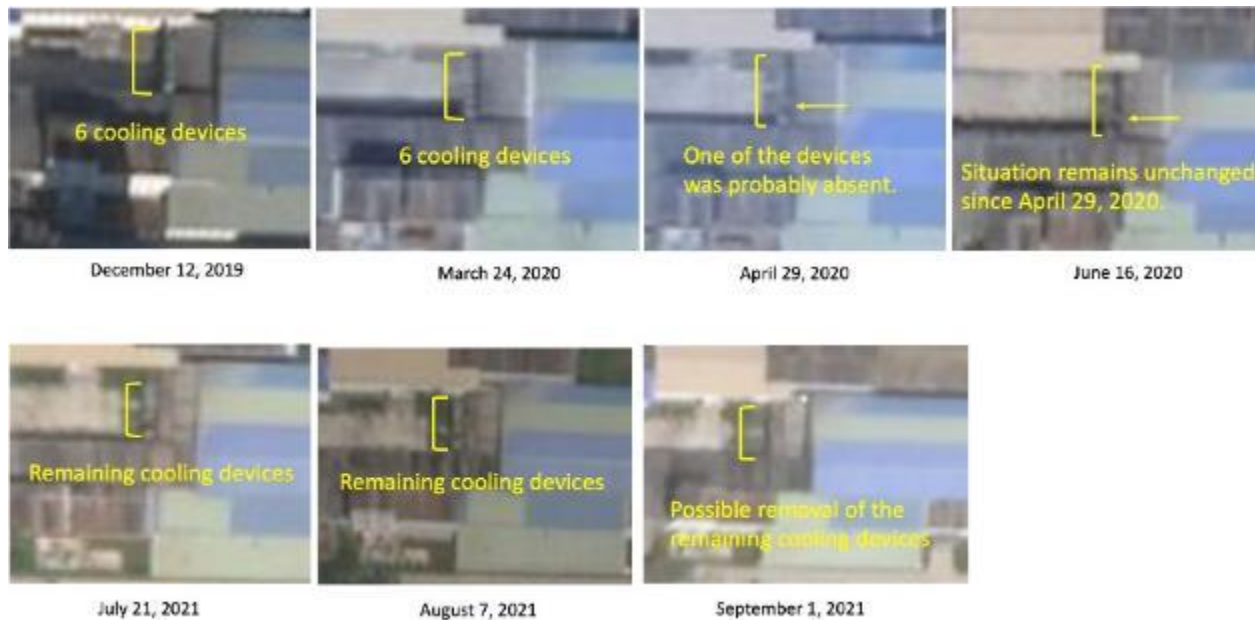 6 cooling devices
6 cooling devices
One of the devices
was probably absent.
Situation remains unchanged
since April 29, 2020.
December 12, 2019
March 24, 2020
April 29, 2020
June 16, 2020
Remaining cooling devices
Remaining cooling devices
Possible removal of the
remaining cooling devices
July 21, 2021
August 7, 2021
September 1, 2021